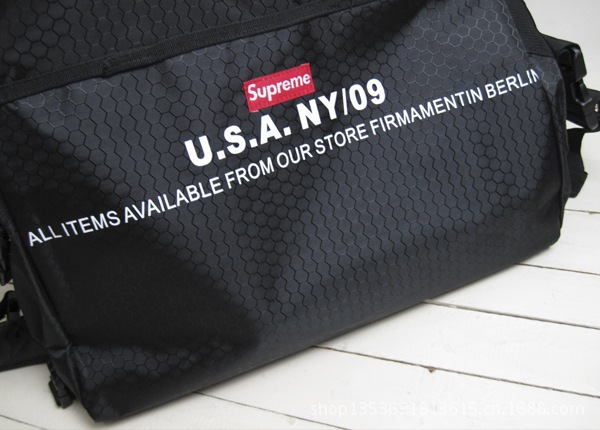 Supreme
U.S.A. NY/09
ALL ITEMS AVAILABLE FROM OUR STORE FIRMAMENTIN BERLIN